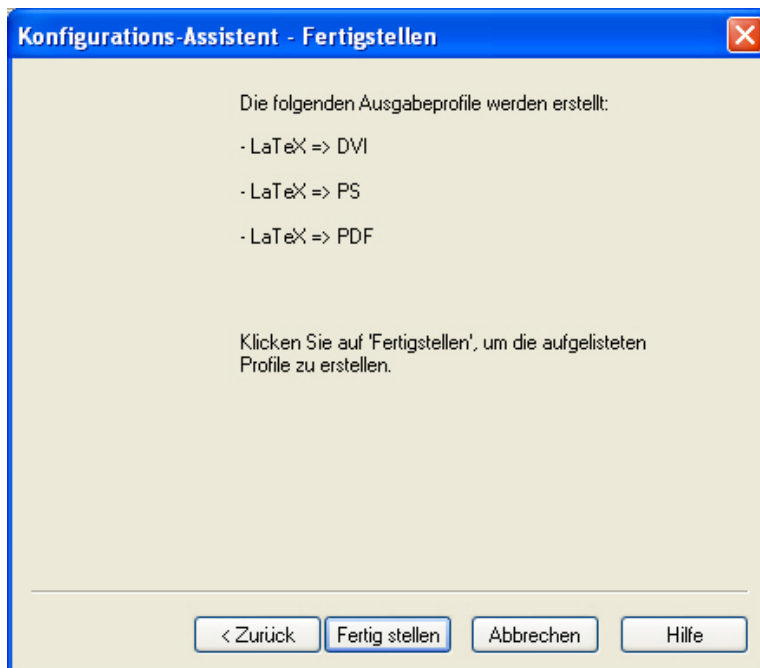 Konfigurations-Assistent - Fertigstellen
Die folgenden Ausgabeprofile werden erstellt:
- LaTeX => DVI
- LaTeX => PS
- LaTeX => PDF
Klicken Sie auf 'Fertigstellen', um die aufgelisteten
Profile zu erstellen.
< Zurück Fertig stellen Abbrechen Hilfe